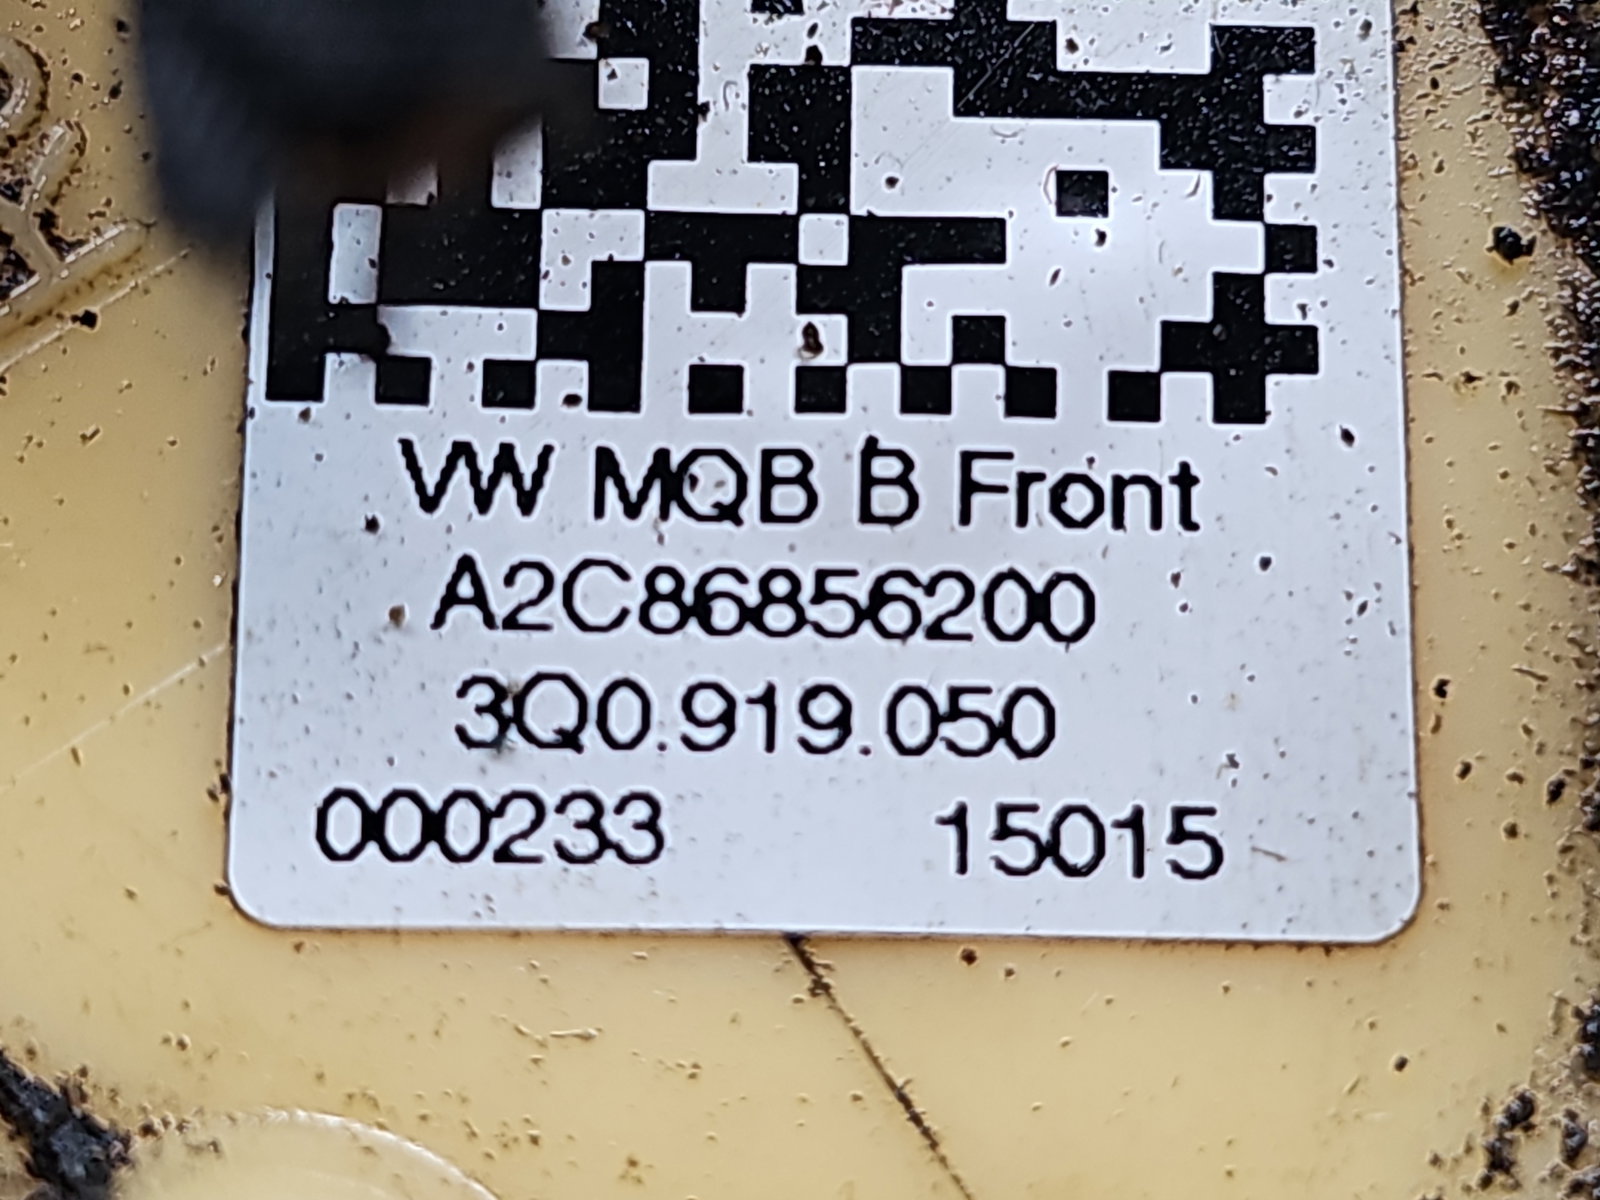 VW MQB B Front
A2C86856200
3Q0.919.050
000233 15015